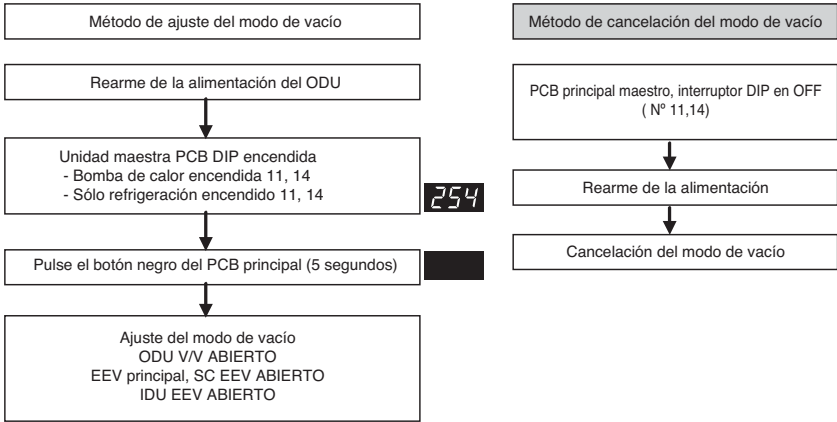 Método de ajuste del modo de vacío
Rearme de la alimentación del ODU
Unidad maestra PCB DIP encendida
- Bomba de calor encendida 11, 14
- Sólo refrigeración encendido 11, 14
254
Pulse el botón negro del PCB principal (5 segundos)
Ajuste del modo de vacío
ODU V/V ABIERTO
EEV principal, SC EEV ABIERTO
IDU EEV ABIERTO
Método de cancelación del modo de vacío
PCB principal maestro, interruptor DIP en OFF
( Nº 11,14)
Rearme de la alimentación
Cancelación del modo de vacío